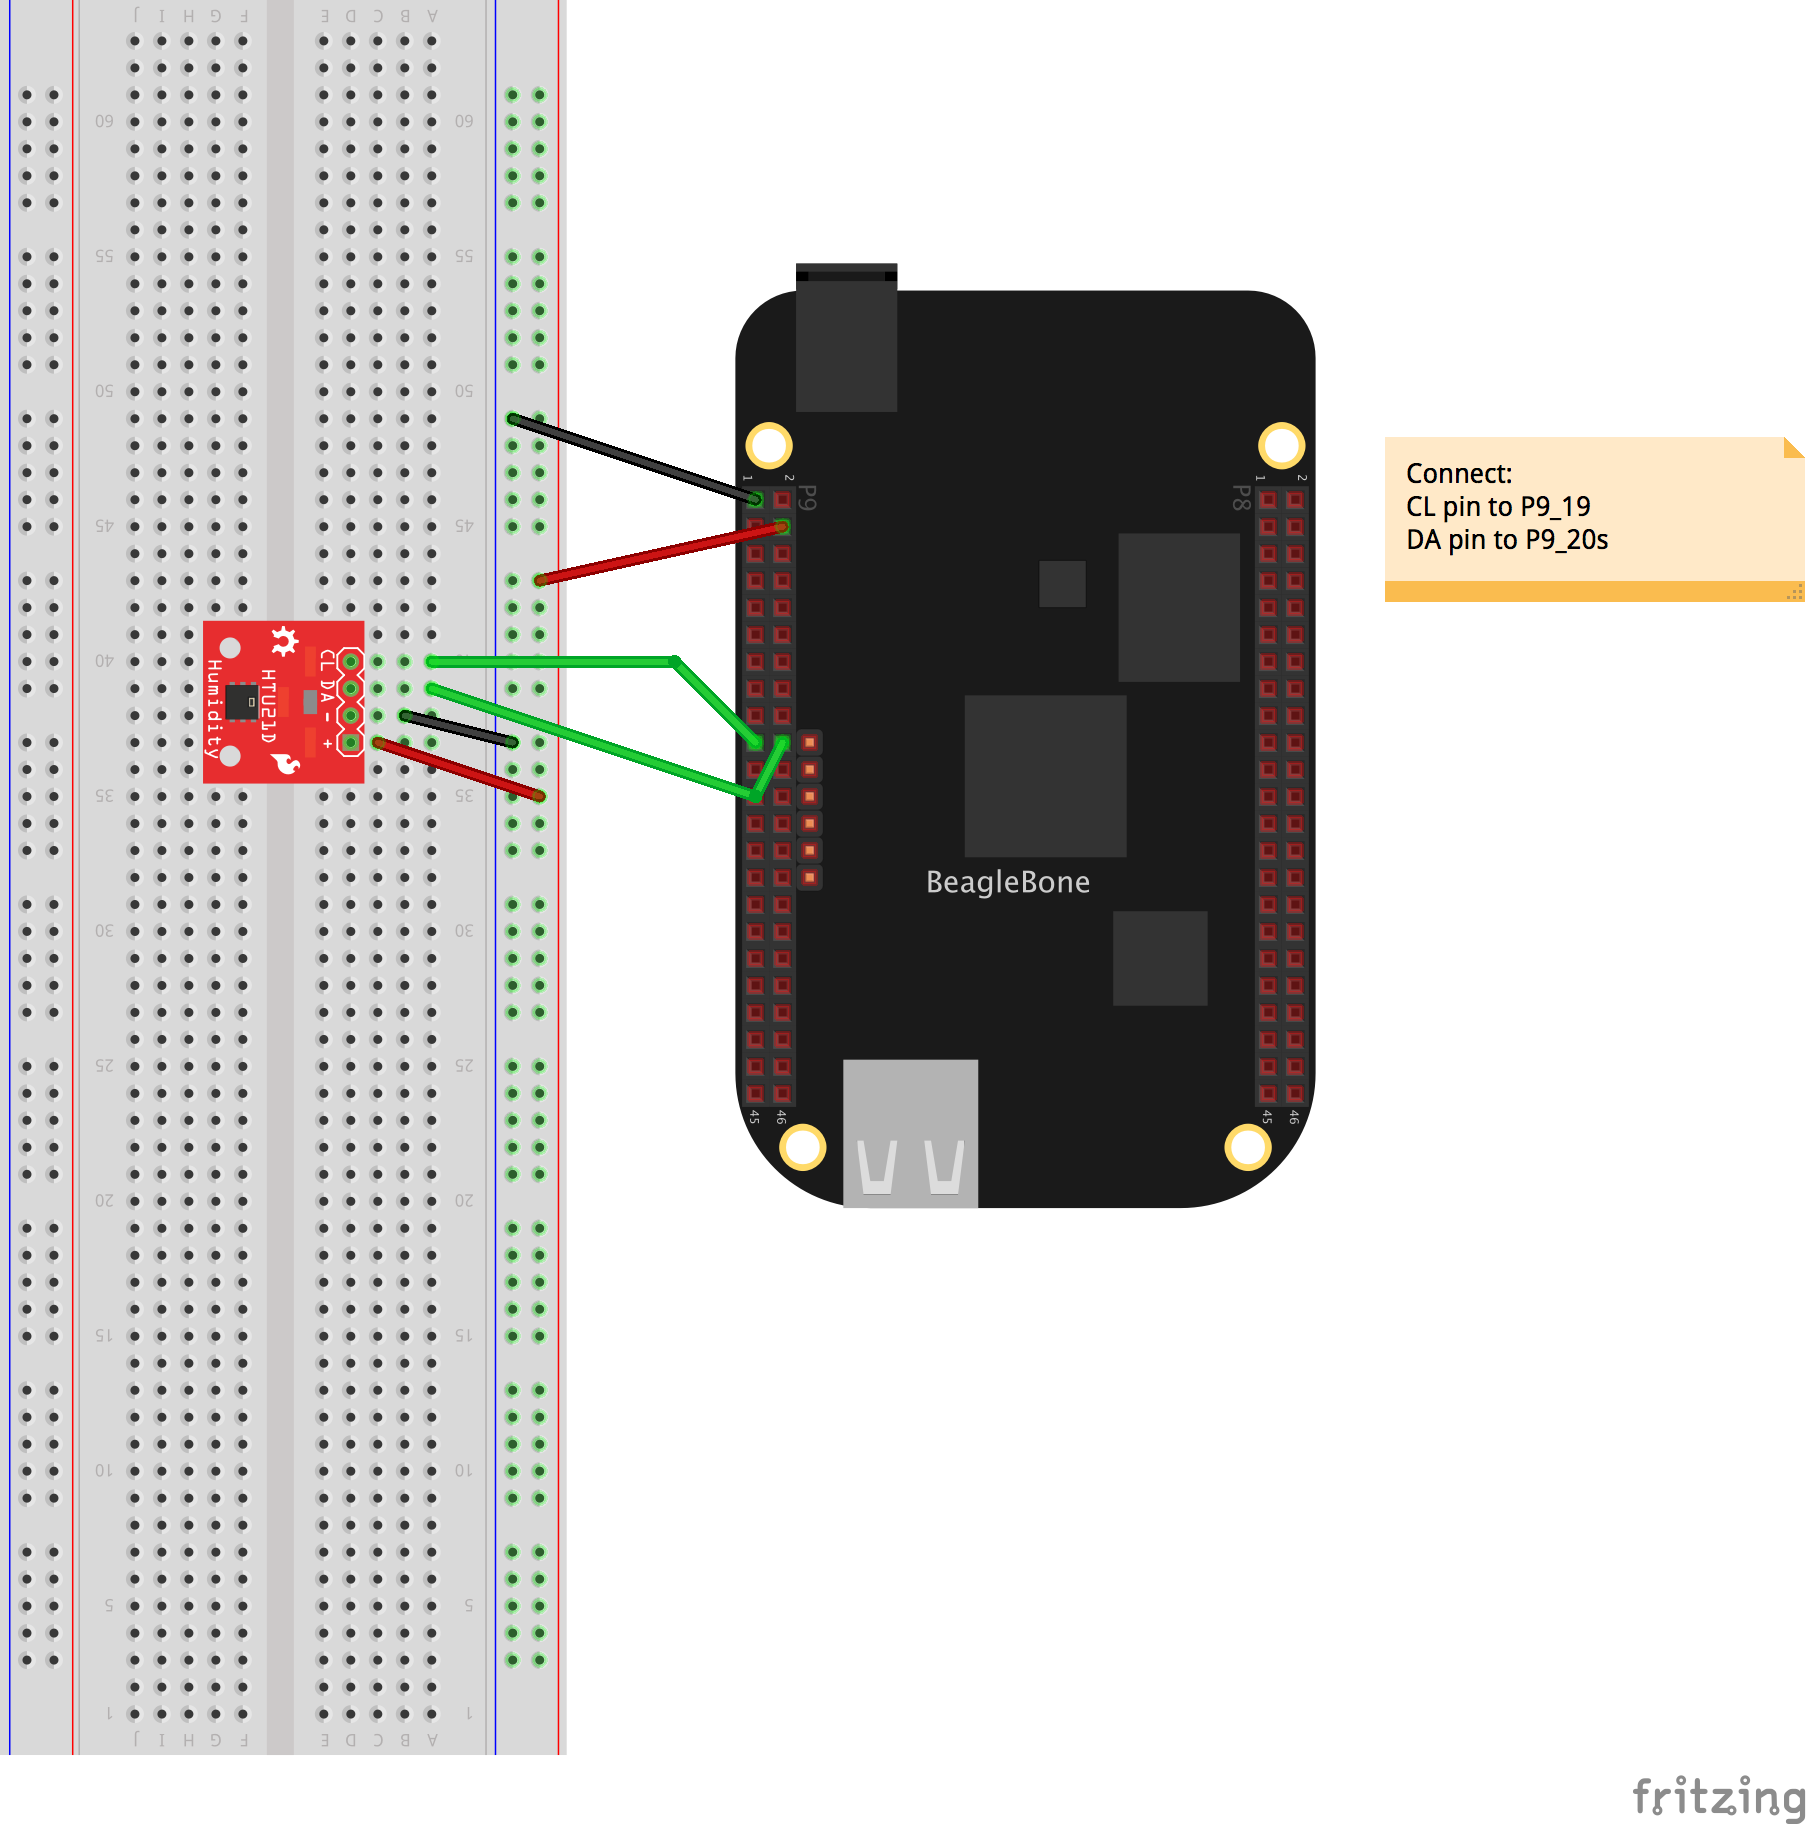 J I H G F E D C B A
60 60
55 55
50 50
45 45
40
35 35
30 30
25 25
20 20
15 15
10 10
5 5
1 1
J I H G F E D C B A
Humidity
HTU21D
CL DA - +
1 2
P9
45 46
BeagleBone
1 2
P8
45 46
Connect:
CL pin to P9_19
DA pin to P9_20s
fritzing